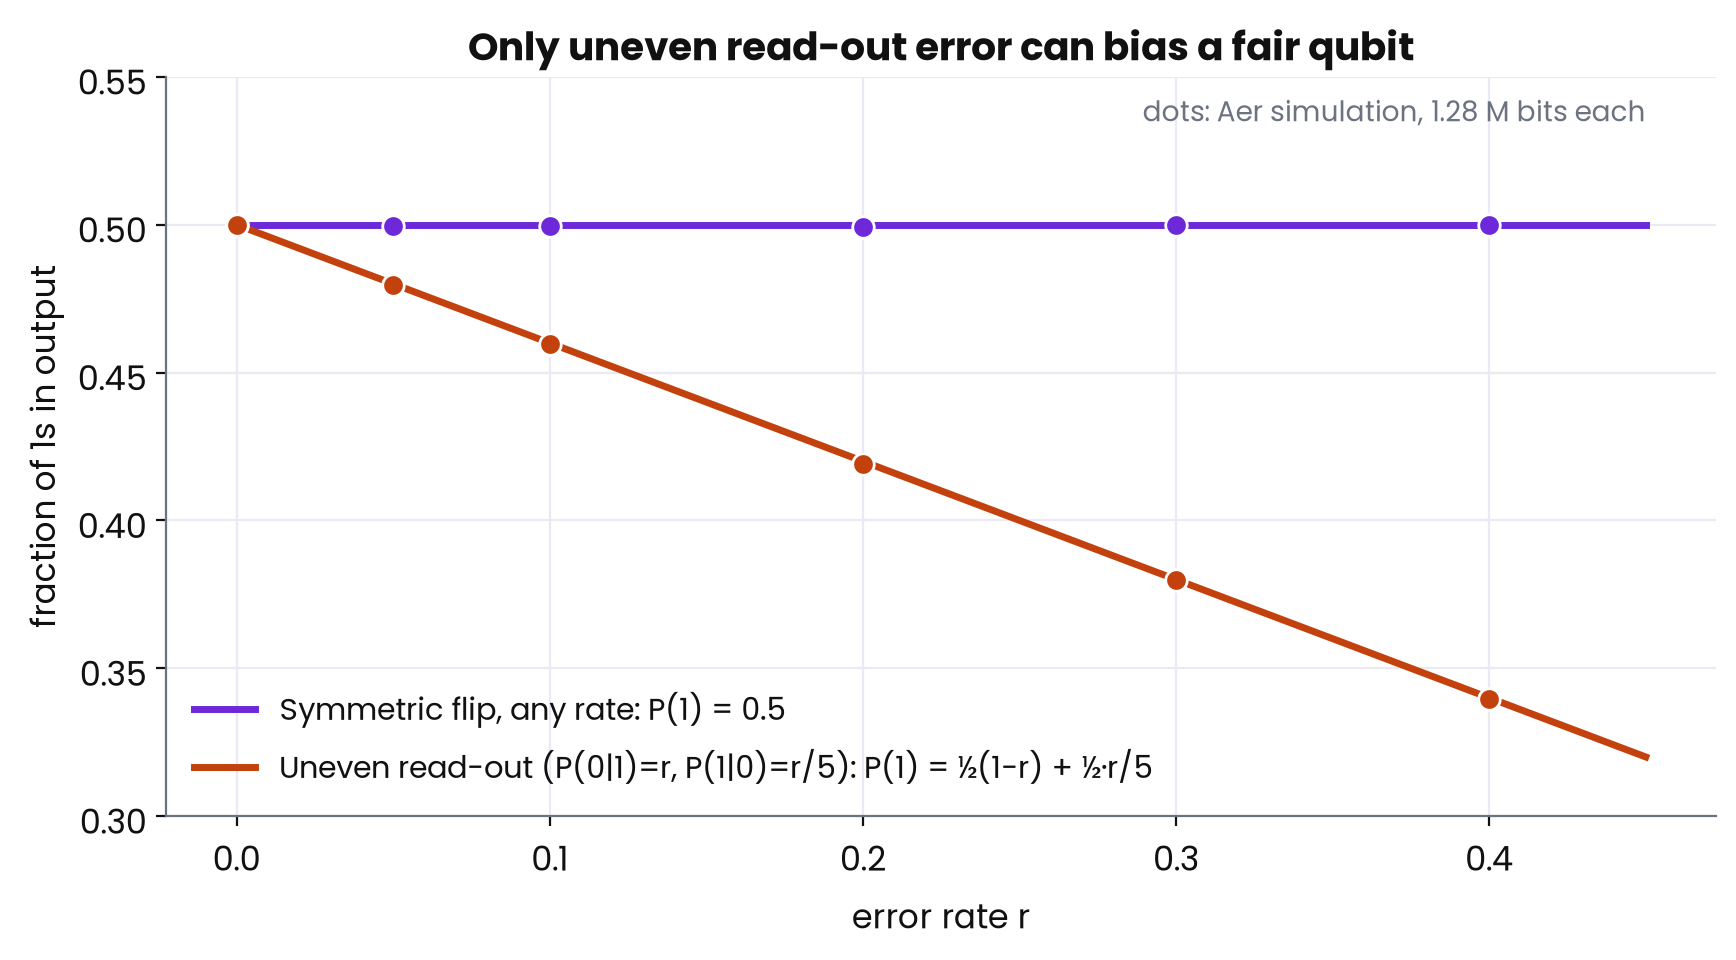 Only uneven read-out error can bias a fair qubit
dots: Aer simulation, 1.28 M bits each
fraction of 1s in output
0.55
0.50
0.45
0.40
0.35
0.30
Symmetric flip, any rate: P(1) = 0.5
Uneven read-out (P(0|1)=r, P(1|0)=r/5): P(1) = ½(1−r) + ½·r/5
0.0
0.1
0.2
0.3
0.4
error rate r